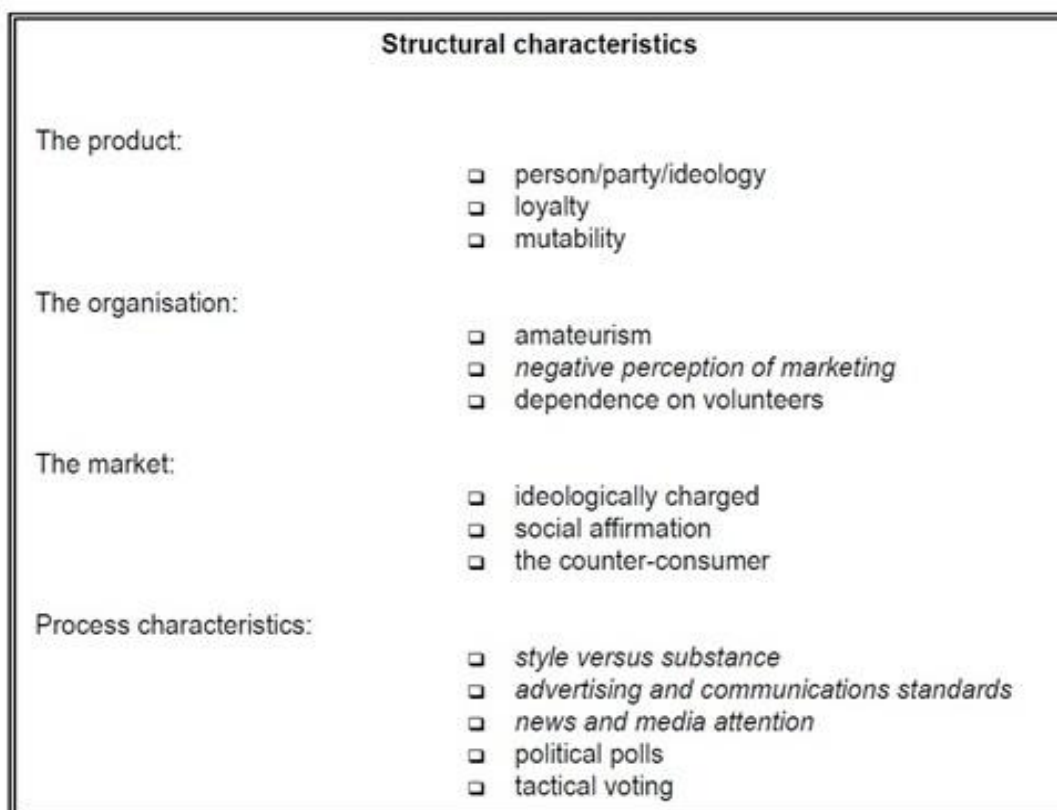 Structural characteristics
The product:
❑ person/party/ideology
❑ loyalty
❑ mutability
The organisation:
❑ amateurism
❑ negative perception of marketing
❑ dependence on volunteers
The market:
❑ ideologically charged
❑ social affirmation
❑ the counter-consumer
Process characteristics:
❑ style versus substance
❑ advertising and communications standards
❑ news and media attention
❑ political polls
❑ tactical voting